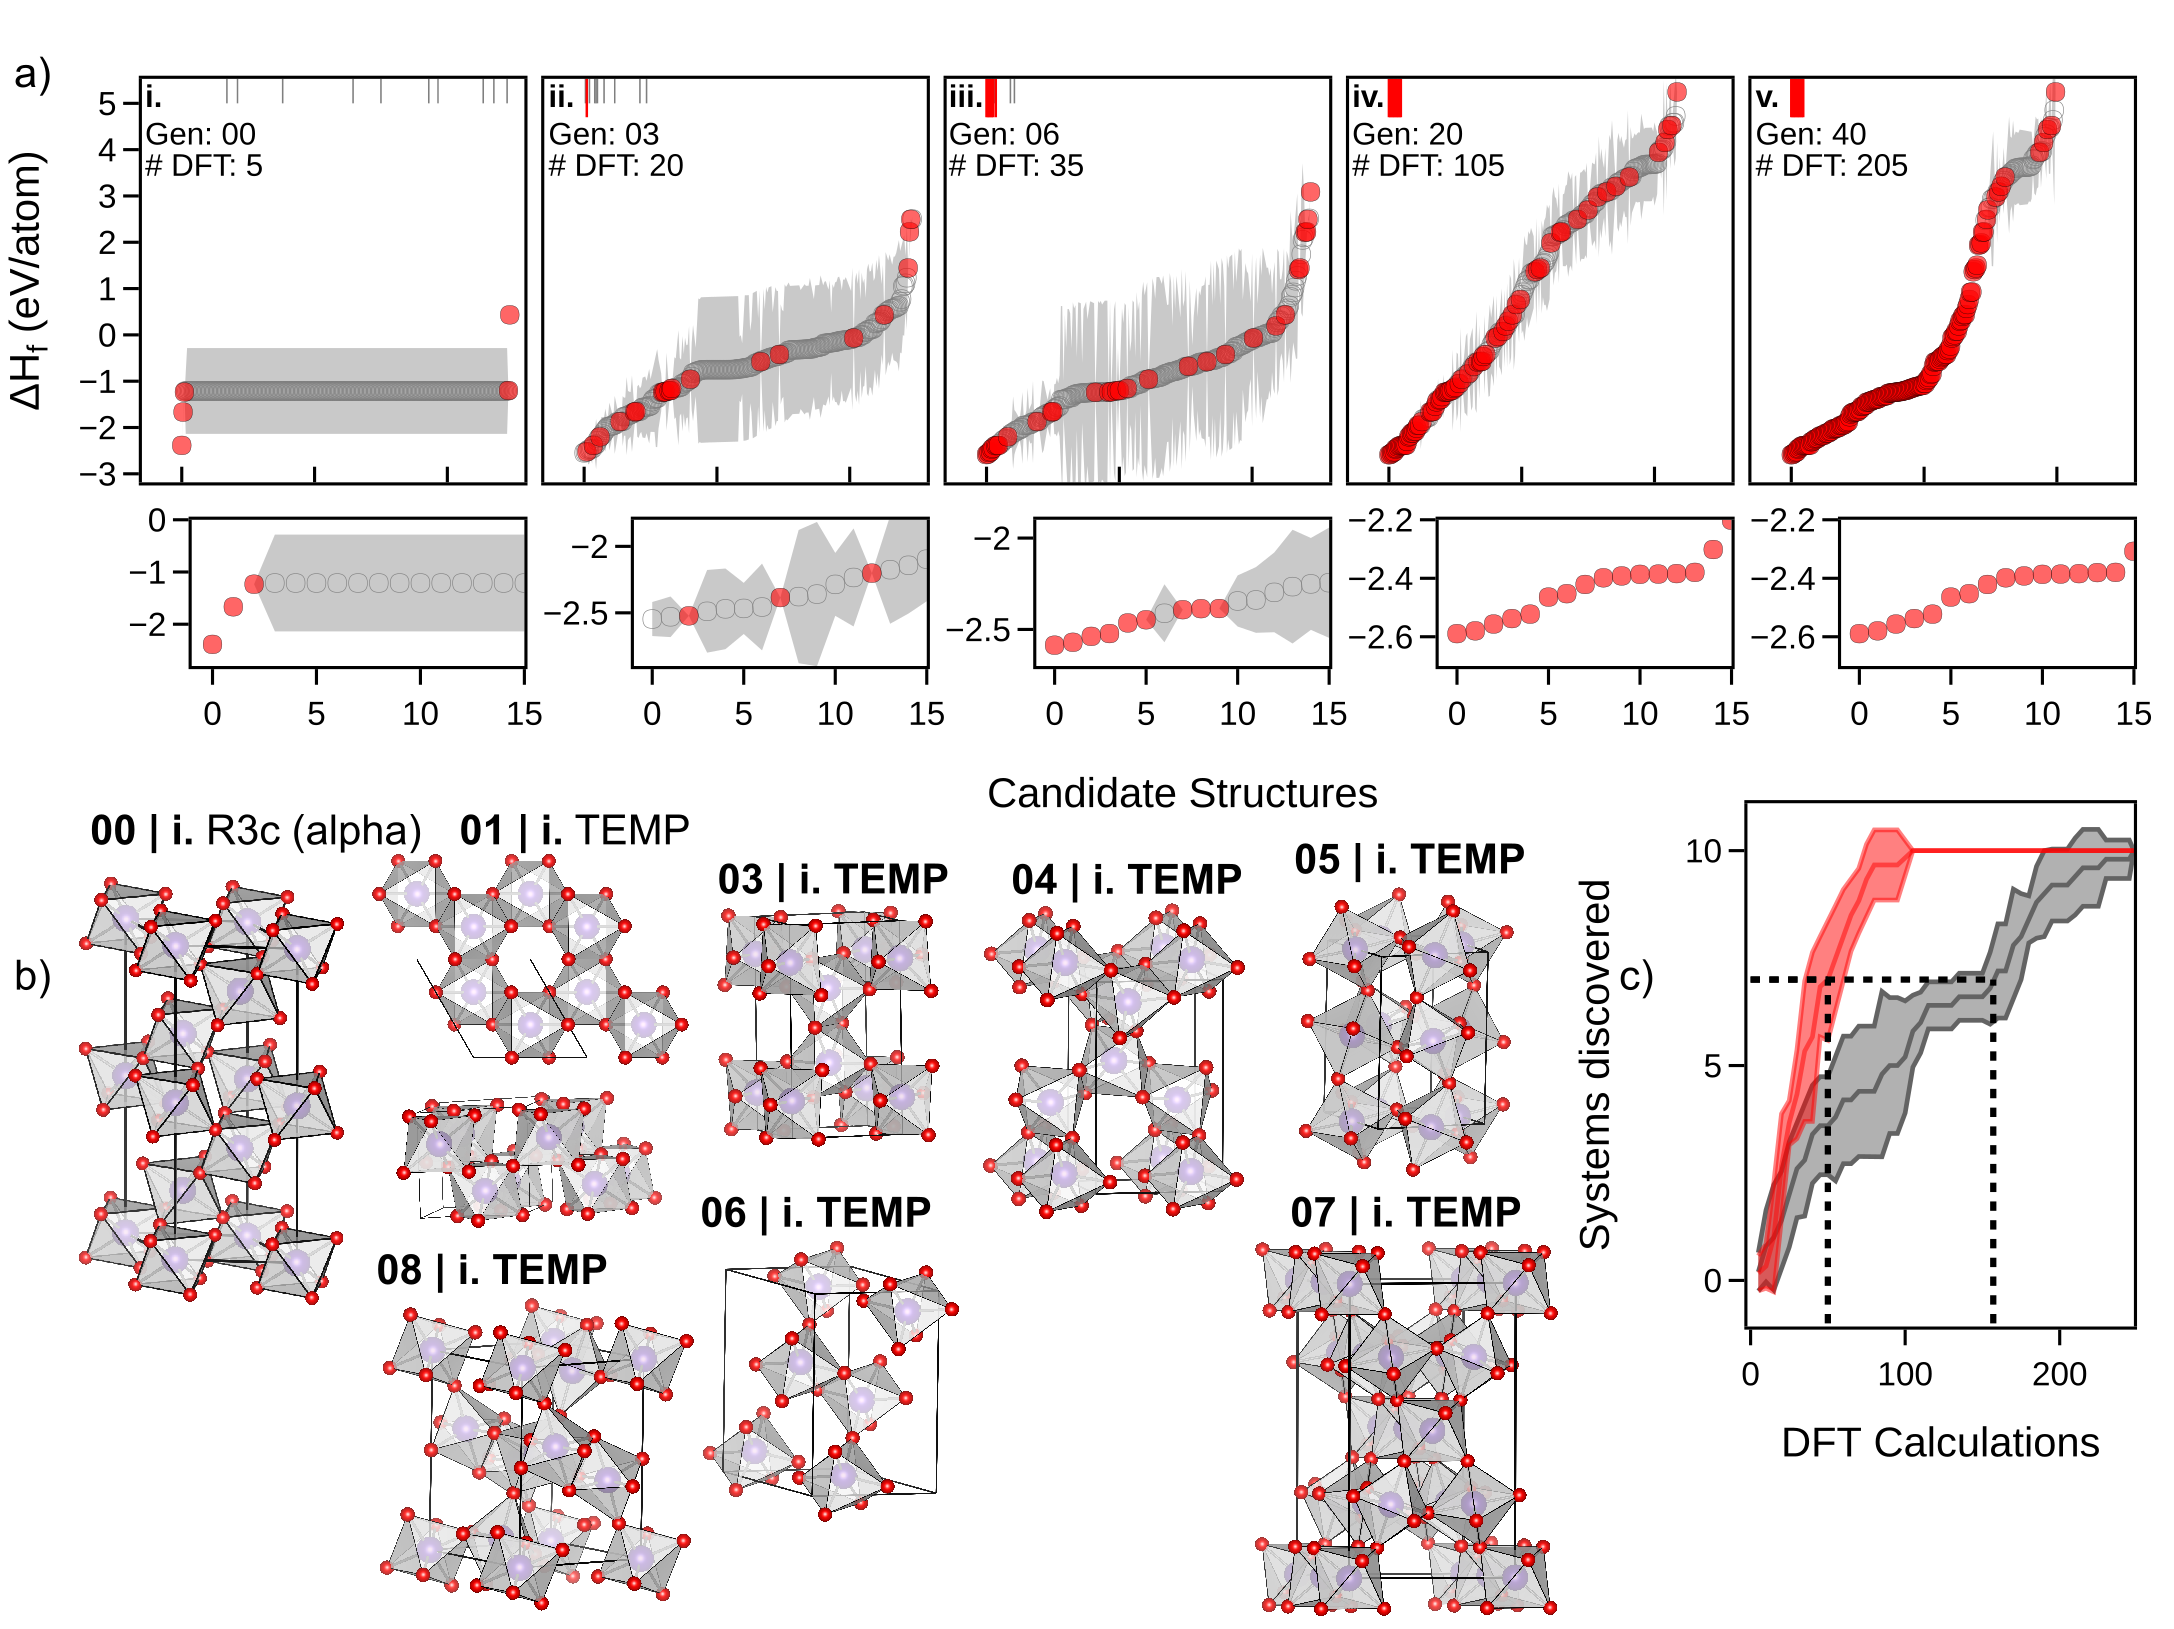 a)
i.
Gen: 00
# DFT: 5
ii.
Gen: 03
# DFT: 20
iii.
Gen: 06
# DFT: 35
iv.
Gen: 20
# DFT: 105
v.
Gen: 40
# DFT: 205
5
4
3
2
1
0
−1
−2
−3
ΔHf (eV/atom)
0
−1
−2
−2
−2.5
−2
−2.5
−2.2
−2.4
−2.6
−2.2
−2.4
−2.6
0 5 10 15
0 5 10 15
0 5 10 15
0 5 10 15
0 5 10 15
Candidate Structures
b)
00 | i. R3c (alpha)
01 | i. TEMP
03 | i. TEMP
04 | i. TEMP
05 | i. TEMP
06 | i. TEMP
07 | i. TEMP
08 | i. TEMP
c)
Systems discovered
10
5
0
0 100 200
DFT Calculations